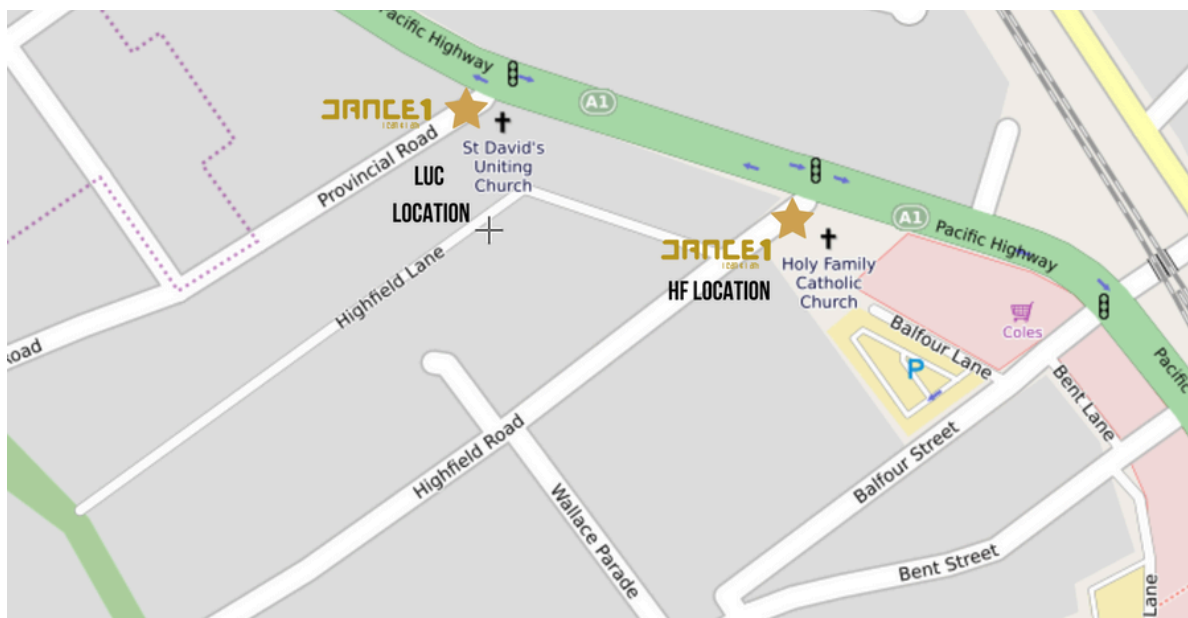 Pacific Highway
A1
DANCE1
Provincial Road
St David's
Uniting
Church
LUC
LOCATION
A1
Pacific Highway
DANCE1
HF LOCATION
Holy Family
Catholic
Church
Highfield Lane
Coles
Balfour Lane
P
Road
Pacific
Bent Lane
Highfield Road
Balfour Street
Wallace Parade
Bent Street
Lane